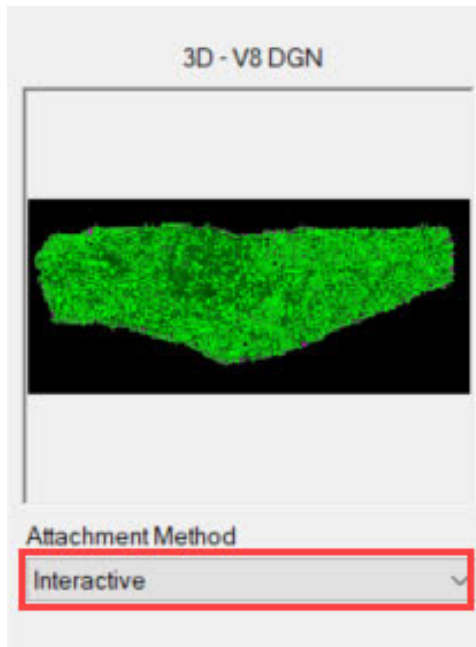 3D - V8 DGN
Attachment Method
Interactive